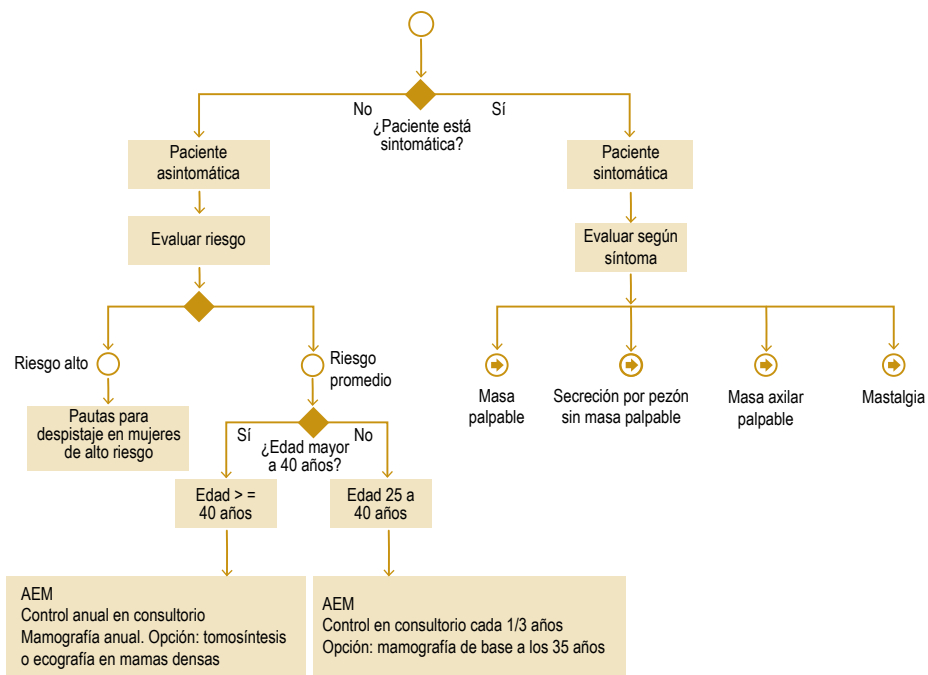 No
Sí
¿Paciente está
sintomática?
Paciente
asintomática
Paciente
sintomática
Evaluar riesgo
Evaluar según
síntoma
Riesgo alto
Riesgo
promedio
Masa
palpable
Secreción por pezón
sin masa palpable
Masa axilar
palpable
Mastalgia
Pautas para
despistaje en mujeres
de alto riesgo
Sí
No
¿Edad mayor
a 40 años?
Edad > =
40 años
Edad 25 a
40 años
AEM
Control anual en consultorio
Mamografía anual. Opción: tomosíntesis
o ecografía en mamas densas
AEM
Control en consultorio cada 1/3 años
Opción: mamografía de base a los 35 años